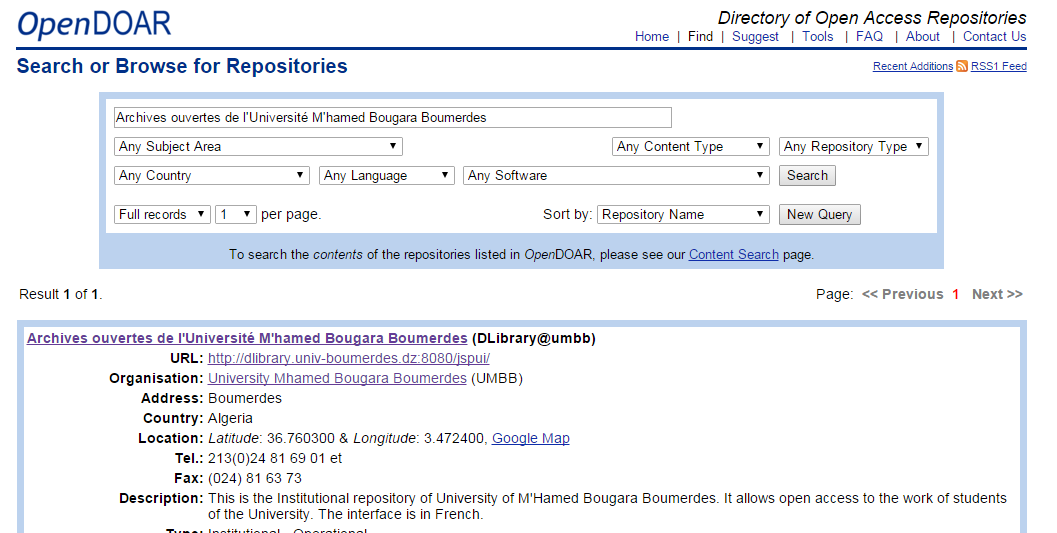 OpenDOAR
Directory of Open Access Repositories
Home | Find | Suggest | Tools | FAQ | About | Contact Us
Search or Browse for Repositories
Recent Additions RSS1 Feed
Archives ouvertes de l'Université M'hamed Bougara Boumerdes
Any Subject Area Any Content Type Any Repository Type
Any Country Any Language Any Software Search
Full records 1 per page. Sort by: Repository Name New Query
To search the contents of the repositories listed in OpenDOAR, please see our Content Search page.
Result 1 of 1. Page: << Previous 1 Next >>
Archives ouvertes de l'Université M'hamed Bougara Boumerdes (DLibrary@umbb)
URL: http://dlibrary.univ-boumerdes.dz:8080/jspui/
Organisation: University Mhamed Bougara Boumerdes (UMBB)
Address: Boumerdes
Country: Algeria
Location: Latitude: 36.760300 & Longitude: 3.472400, Google Map
Tel.: 213(0)24 81 69 01 et
Fax: (024) 81 63 73
Description: This is the Institutional repository of University of M'Hamed Bougara Boumerdes. It allows open access to the work of students
of the University. The interface is in French.
Type: Institutional - Operational